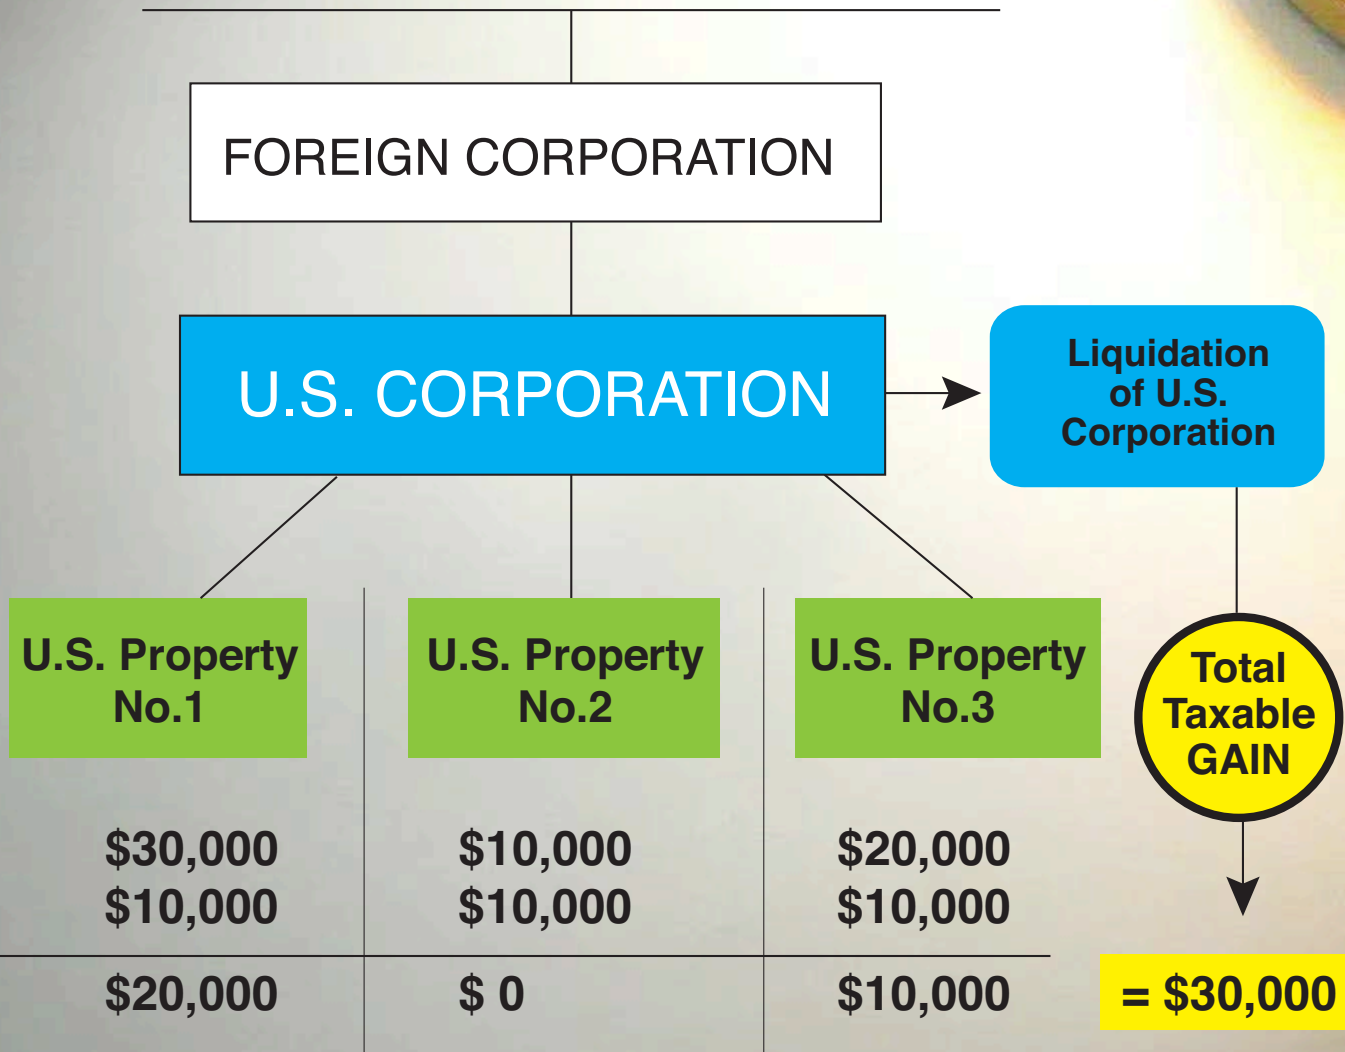 FOREIGN CORPORATION
U.S. CORPORATION
Liquidation
of U.S.
Corporation
U.S. Property
No.1
U.S. Property
No.2
U.S. Property
No.3
Total
Taxable
GAIN
$30,000 $10,000 $20,000
$10,000 $10,000 $10,000
$20,000 $ 0 $10,000 = $30,000